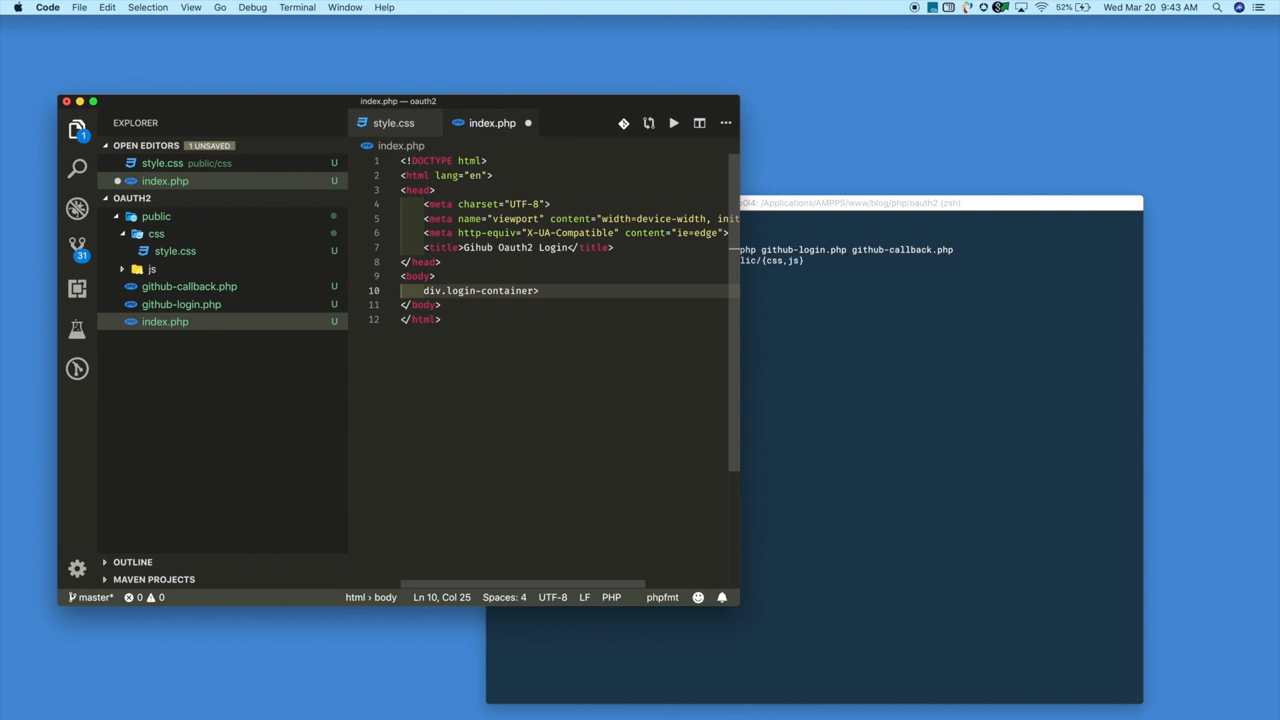 Code File Edit Selection View Go Debug Terminal Window Help 52% Wed Mar 20 9:43 AM
index.php — oauth2
EXPLORER
OPEN EDITORS 1 UNSAVED
style.css public/css U
index.php U
OAUTH2
public
css
style.css U
js
github-callback.php U
github-login.php U
index.php U
OUTLINE
MAVEN PROJECTS
1
31
style.css index.php
index.php
1 <!DOCTYPE html>
2 <html lang="en">
3 <head>
4 <meta charset="UTF-8">
5 <meta name="viewport" content="width=device-width, init
6 <meta http-equiv="X-UA-Compatible" content="ie=edge">
7 <title>Gihub Oauth2 Login</title>
8 </head>
9 <body>
10 div.login-container>
11 </body>
12 </html>
master* 0 0 html › body Ln 10, Col 25 Spaces: 4 UTF-8 LF PHP phpfmt
: /Applications/AMPPS/www/blog/php/oauth2 (zsh)
php github-login.php github-callback.php
lic/{css,js}